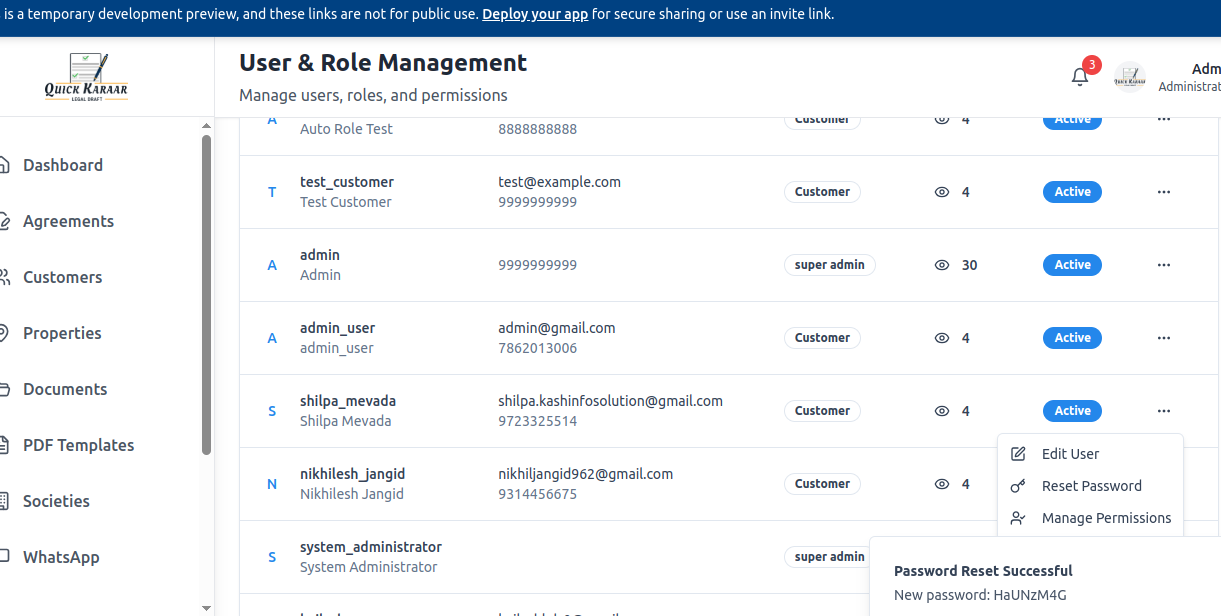 is a temporary development preview, and these links are not for public use. Deploy your app for secure sharing or use an invite link.
QUICK KARAAR
LEGAL DRAFT
User & Role Management
Manage users, roles, and permissions
3
Adm
Administrat
Dashboard
Agreements
Customers
Properties
Documents
PDF Templates
Societies
WhatsApp
A
Auto Role Test
8888888888
Customer
4
Active
T
test_customer
Test Customer
test@example.com
9999999999
Customer
4
Active
A
admin
Admin
9999999999
super admin
30
Active
A
admin_user
admin_user
admin@gmail.com
7862013006
Customer
4
Active
S
shilpa_mevada
Shilpa Mevada
shilpa.kashinfosolution@gmail.com
9723325514
Customer
4
Active
N
nikhilesh_jangid
Nikhilesh Jangid
nikhiljangid962@gmail.com
9314456675
Customer
4
S
system_administrator
System Administrator
super admin
Edit User
Reset Password
Manage Permissions
Password Reset Successful
New password: HaUNzM4G